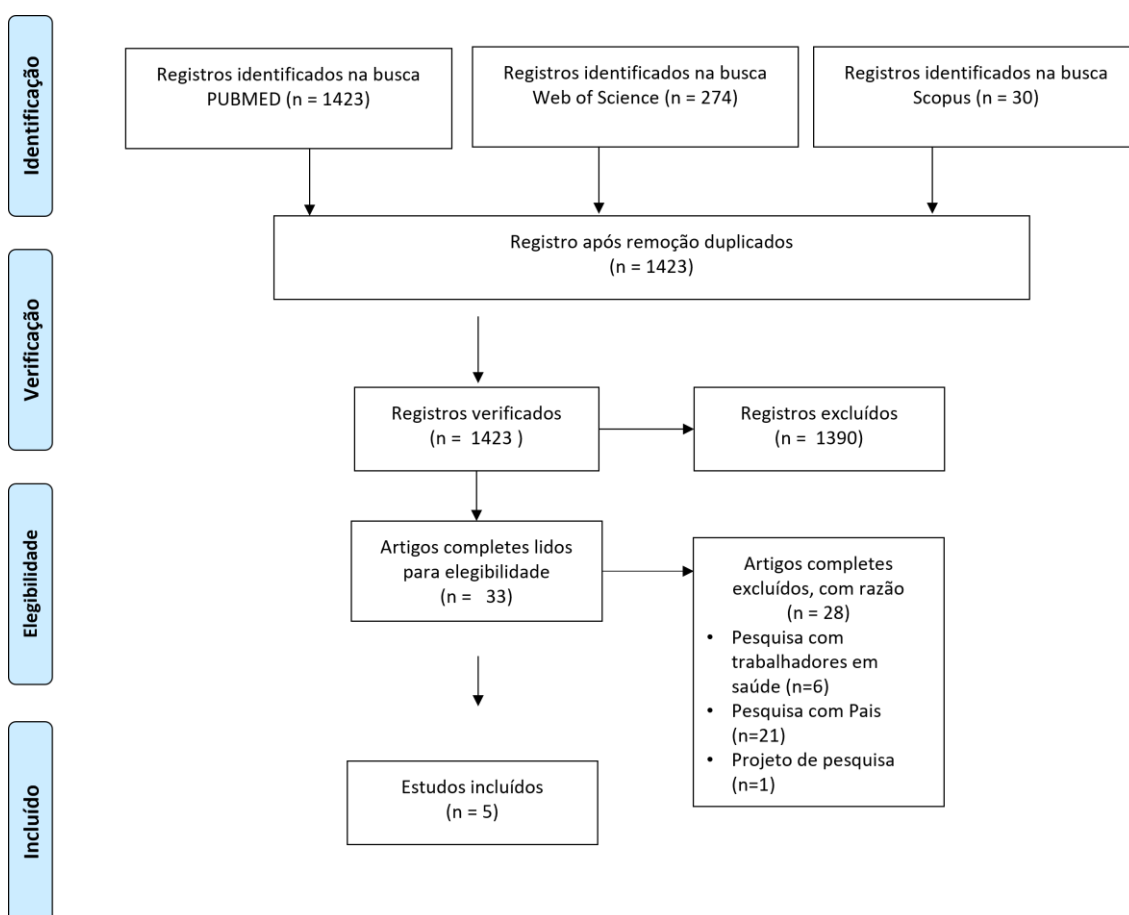 Identificação
Registros identificados na busca
PUBMED (n = 1423)
Registros identificados na busca
Web of Science (n = 274)
Registros identificados na busca
Scopus (n = 30)
Registro após remoção duplicados
(n = 1423)
Verificação
Registros verificados
(n = 1423 )
Registros excluídos
(n = 1390)
Elegibilidade
Artigos completes lidos
para elegibilidade
(n = 33)
Artigos completes
excluídos, com razão
(n = 28)
• Pesquisa com
trabalhadores em
saúde (n=6)
• Pesquisa com Pais
(n=21)
• Projeto de pesquisa
(n=1)
Incluído
Estudos incluídos
(n = 5)